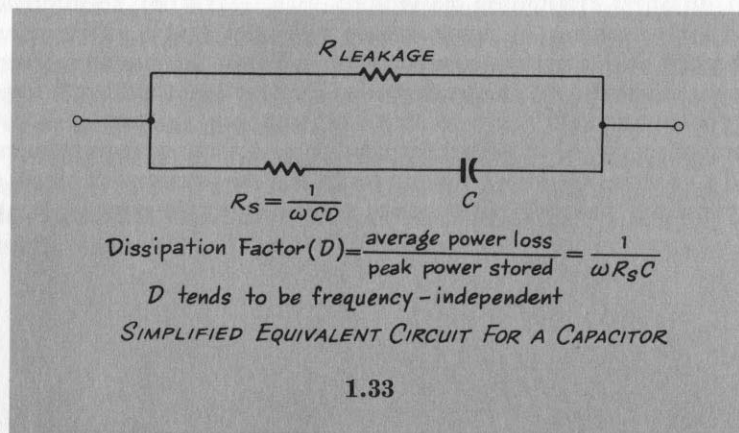 R LEAKAGE
Rs = 1/ωCD
C
Dissipation Factor (D) = average power loss / peak power stored = 1/ωRsC
D tends to be frequency-independent
SIMPLIFIED EQUIVALENT CIRCUIT FOR A CAPACITOR
1.33